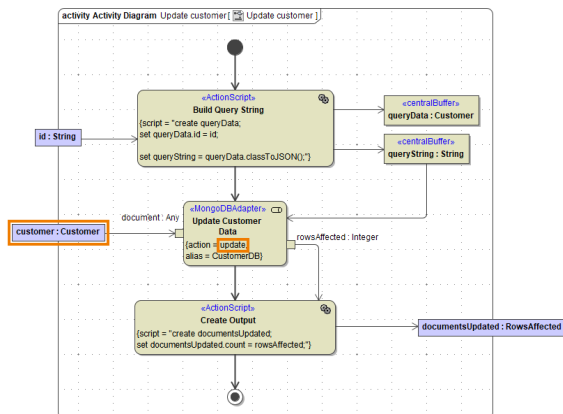 activity Activity Diagram Update customer [ Update customer ]
«ActionScript»
Build Query String
{script = "create queryData;
set queryData.id = id;
set queryString = queryData.classToJSON();"}
«centralBuffer»
queryData : Customer
id : String
«centralBuffer»
queryString : String
document : Any
«MongoDBAdapter»
Update Customer
Data
{action = update,
alias = CustomerDB}
customer : Customer
rowsAffected : Integer
«ActionScript»
Create Output
{script = "create documentsUpdated;
set documentsUpdated.count = rowsAffected;"}
documentsUpdated : RowsAffected